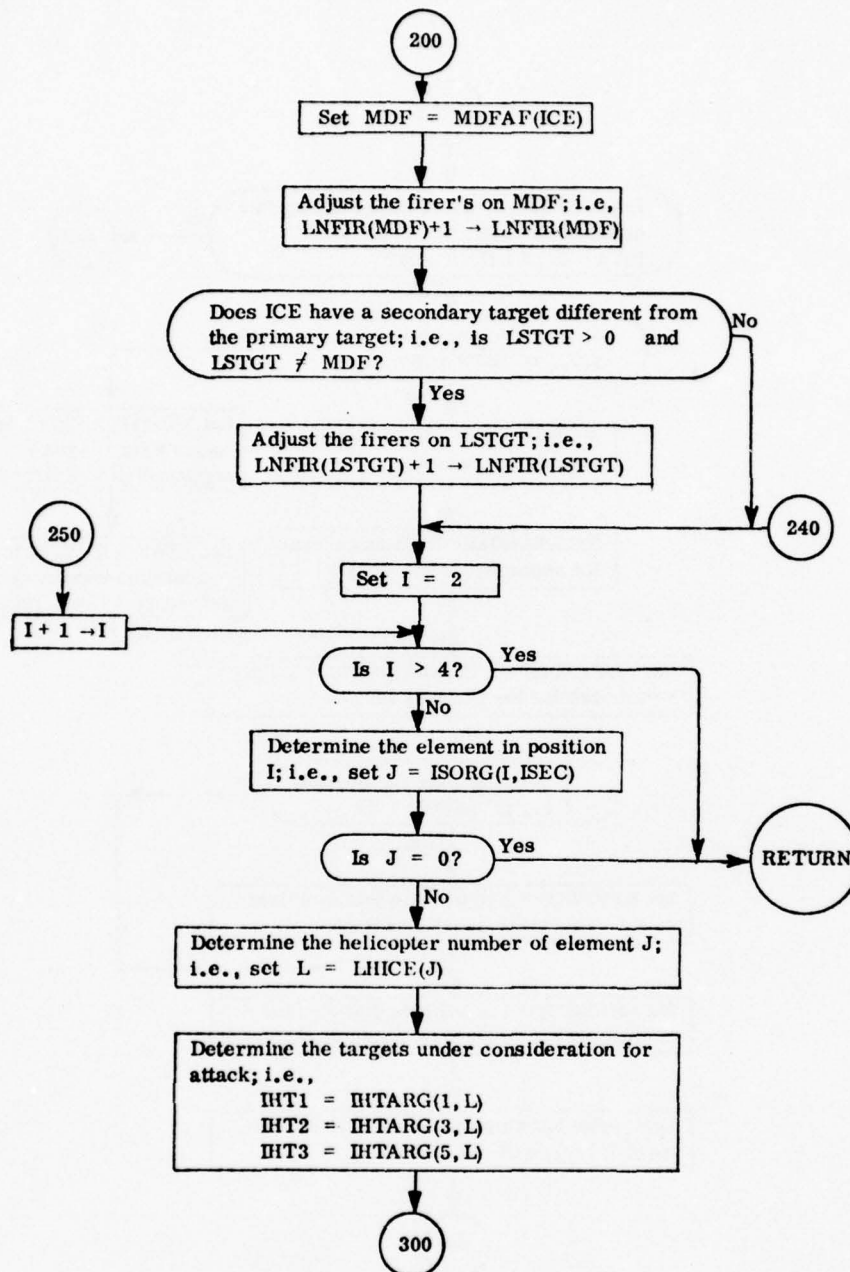 200
Set MDF = MDFAF(ICE)
Adjust the firer's on MDF; i.e,
LNFIR(MDF)+1 → LNFIR(MDF)
Does ICE have a secondary target different from
the primary target; i.e., is LSTGT > 0 and
LSTGT ≠ MDF?
No
Yes
Adjust the firers on LSTGT; i.e.,
LNFIR(LSTGT) + 1 → LNFIR(LSTGT)
250
240
Set I = 2
I + 1 → I
Is I > 4?
Yes
No
Determine the element in position
I; i.e., set J = ISORG(I,ISEC)
Is J = 0?
Yes
RETURN
No
Determine the helicopter number of element J;
i.e., set L = LHICE(J)
Determine the targets under consideration for
attack; i.e.,
IHT1 = IHTARG(1, L)
IHT2 = IHTARG(3, L)
IHT3 = IHTARG(5, L)
300